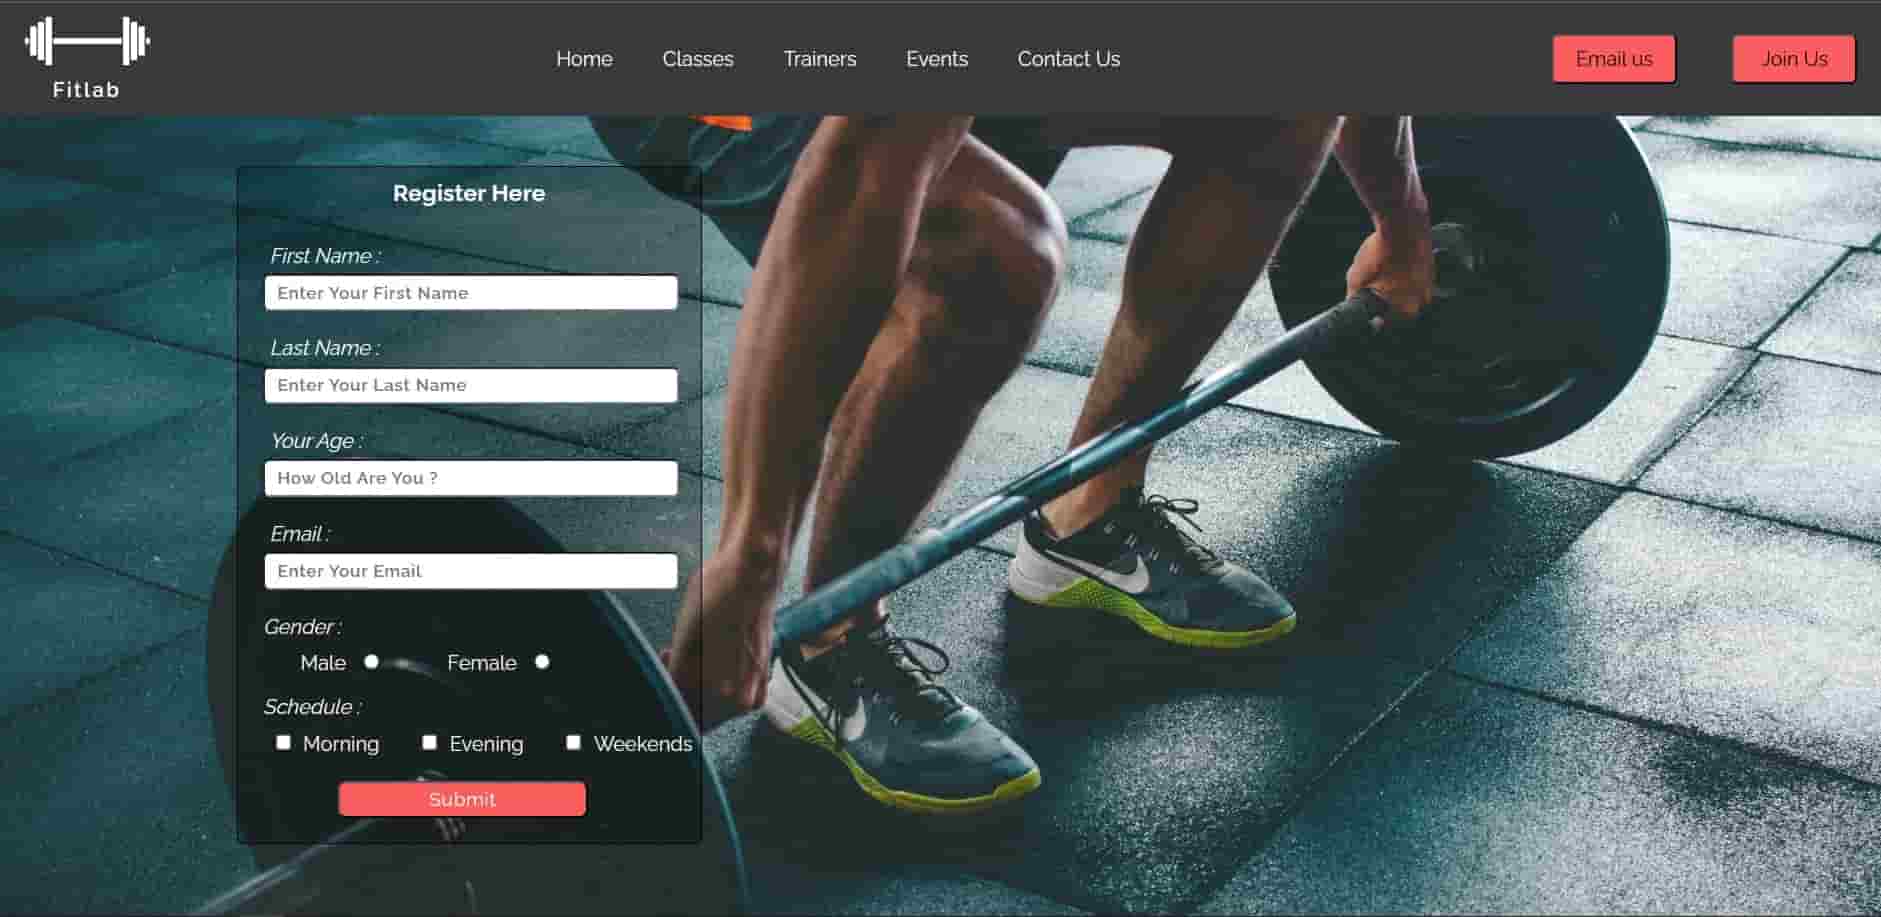 Fitlab
Home Classes Trainers Events Contact Us
Email us Join Us
Register Here
First Name :
Enter Your First Name
Last Name :
Enter Your Last Name
Your Age :
How Old Are You ?
Email :
Enter Your Email
Gender :
Male Female
Schedule :
Morning Evening Weekends
Submit